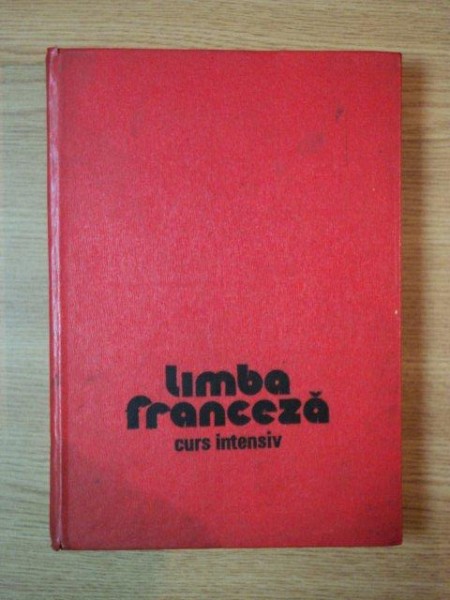 limba
franceză
curs intensiv